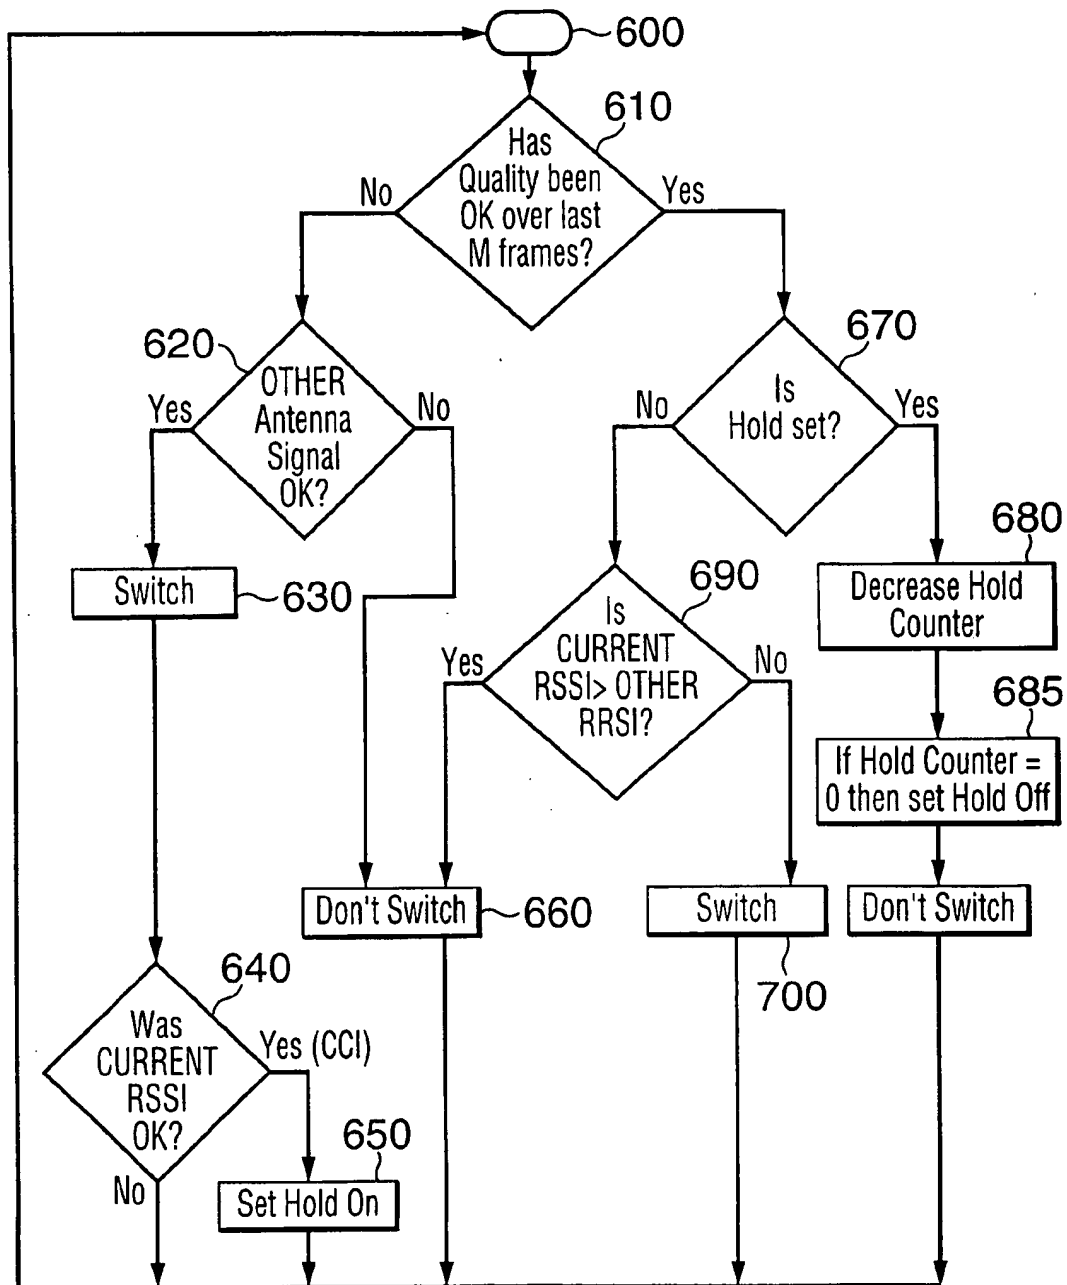 600
610
Has
Quality been
OK over last
M frames?
No
Yes
620
OTHER
Antenna
Signal
OK?
Yes
No
670
Is
Hold set?
No
Yes
Switch
630
690
Is
CURRENT
RSSI> OTHER
RRSI?
Yes
No
680
Decrease Hold
Counter
685
If Hold Counter =
0 then set Hold Off
Don't Switch
660
Switch
700
Don't Switch
640
Was
CURRENT
RSSI
OK?
Yes (CCI)
No
650
Set Hold On